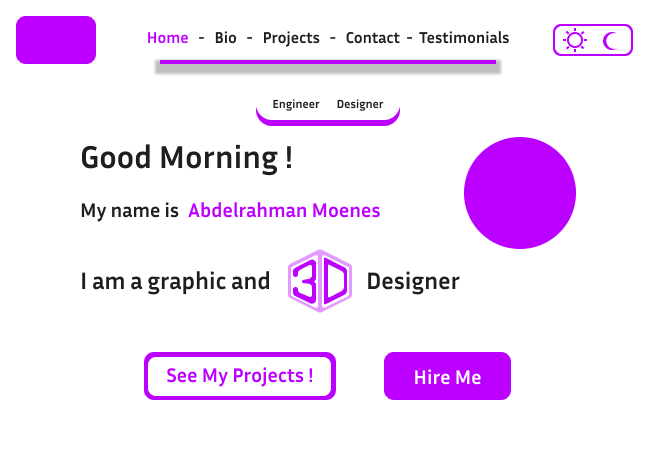 Home - Bio - Projects - Contact - Testimonials
Engineer Designer
Good Morning !
My name is Abdelrahman Moenes
I am a graphic and 3D Designer
See My Projects ! Hire Me